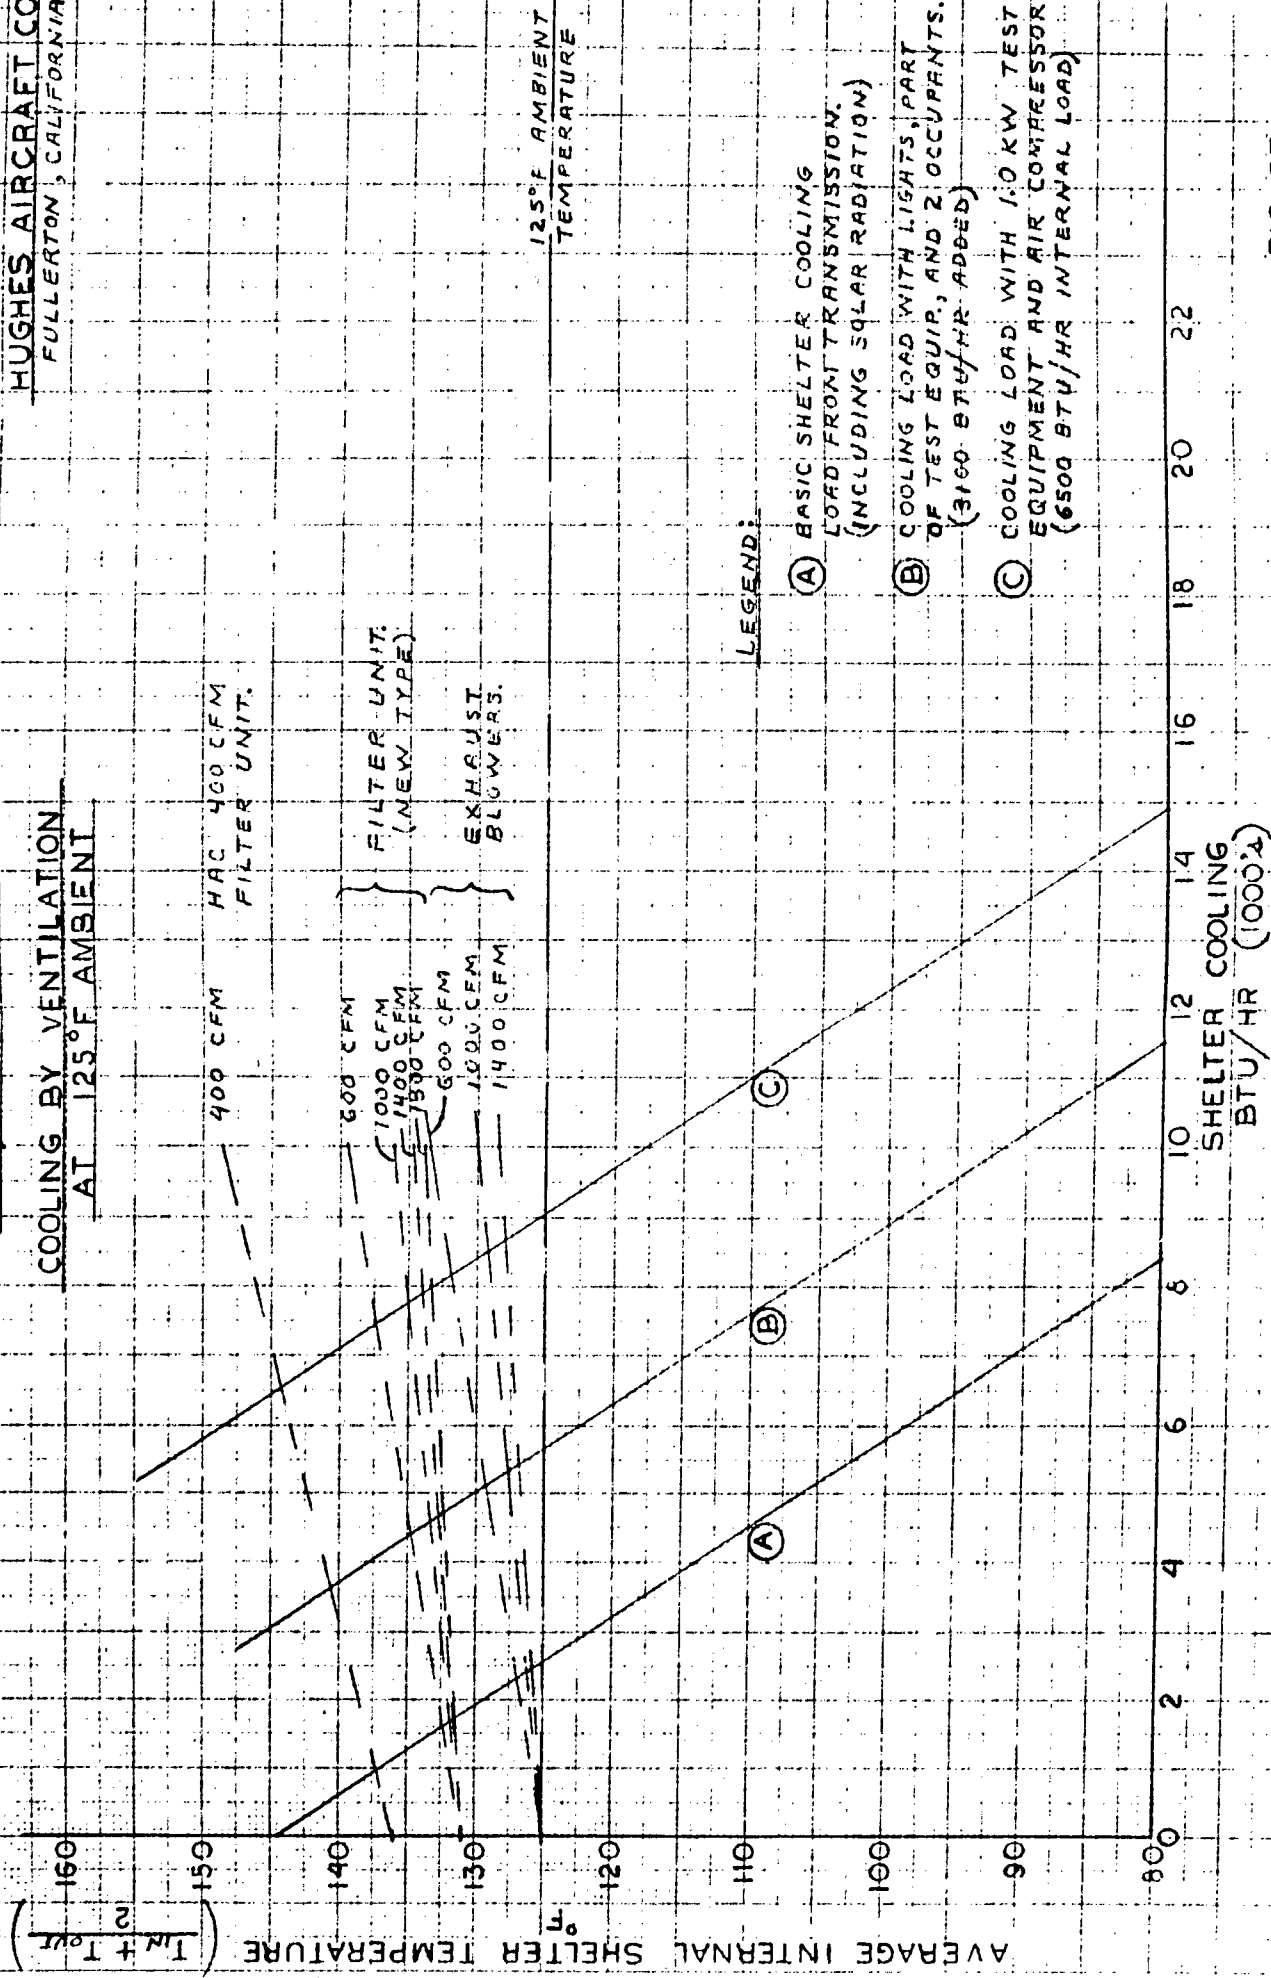 HUGHES AIRCRAFT CO
FULLERTON, CALIFORNIA
COOLING BY VENTILATION
AT 125°F AMBIENT
AVERAGE INTERNAL SHELTER TEMPERATURE (TIN + TOUT / 2)
°F
160
150
140
130
120
110
100
90
80
400 CFM HAC 400 CFM
FILTER UNIT.
600 CFM
1000 CFM
1400 CFM
FILTER UNIT.
(NEW TYPE)
600 CFM
1000 CFM
1400 CFM
EXHAUST
BLOWERS.
125°F AMBIENT
TEMPERATURE
LEGEND:
A BASIC SHELTER COOLING
LOAD FROM TRANSMISSION.
(INCLUDING SOLAR RADIATION)
B COOLING LOAD WITH LIGHTS, PART
OF TEST EQUIP., AND 2 OCCUPANTS.
(3100 BTU/HR ADDED)
C COOLING LOAD WITH 1.0 KW TEST
EQUIPMENT AND AIR COMPRESSOR
(6500 BTU/HR INTERNAL LOAD)
A
B
C
0 2 4 6 8 10 12 14 16 18 20 22
SHELTER COOLING
BTU/HR (1000's)